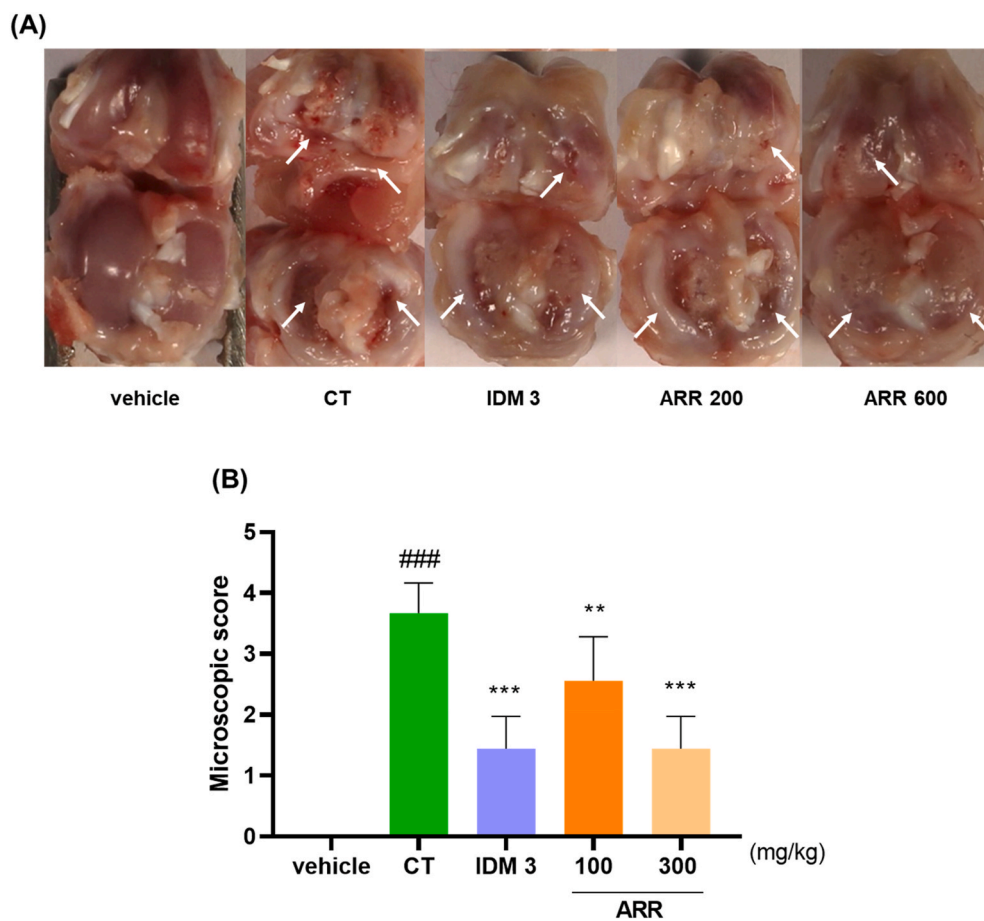 (A)
vehicle CT IDM 3 ARR 200 ARR 600
(B)
Microscopic score
5
4
3
2
1
0
###
***
**
***
vehicle CT IDM 3 100 300 (mg/kg)
ARR